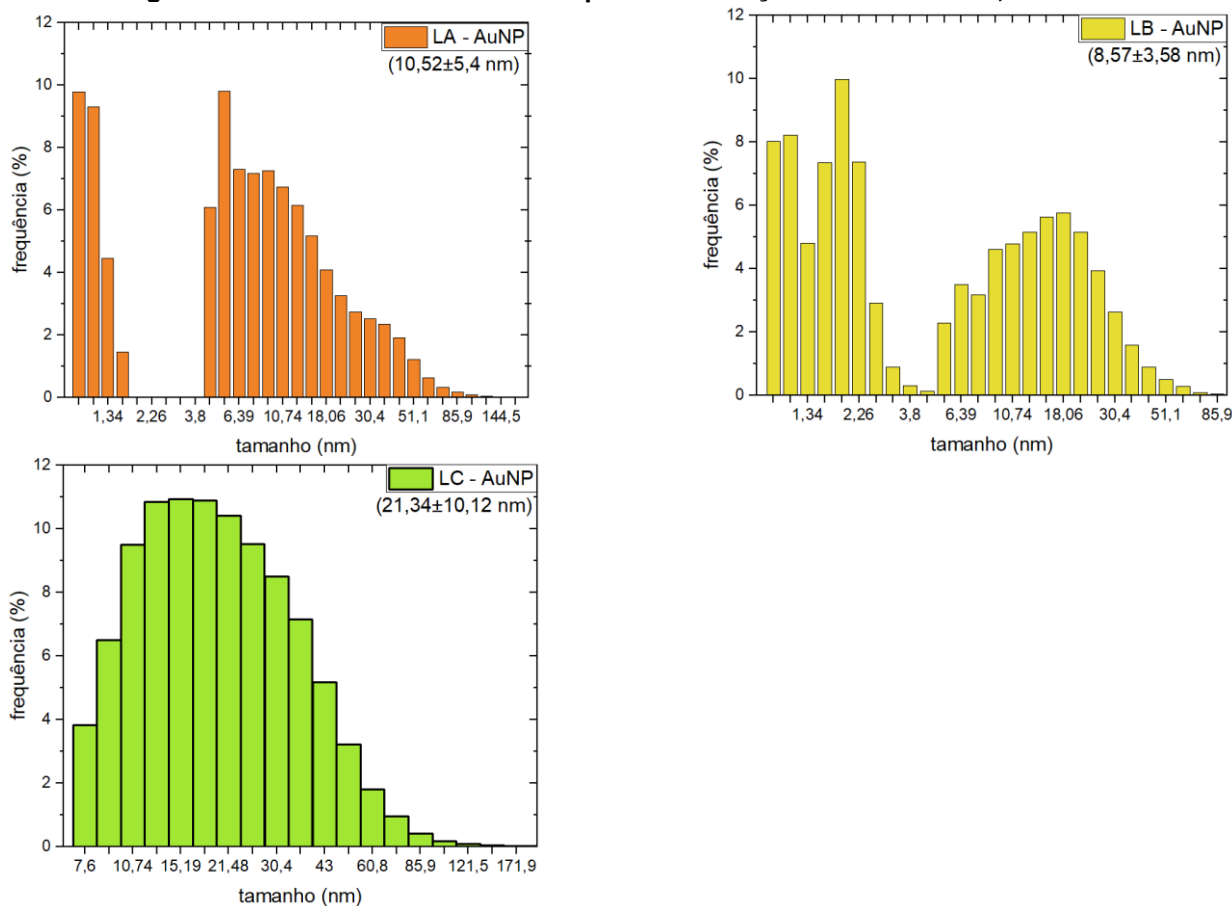 12
10
8
6
4
2
0
frequência (%)
LA - AuNP
(10,52±5,4 nm)
1,34 2,26 3,8 6,39 10,74 18,06 30,4 51,1 85,9 144,5
tamanho (nm)
12
10
8
6
4
2
0
frequência (%)
LB - AuNP
(8,57±3,58 nm)
1,34 2,26 3,8 6,39 10,74 18,06 30,4 51,1 85,9
tamanho (nm)
12
10
8
6
4
2
0
frequência (%)
LC - AuNP
(21,34±10,12 nm)
7,6 10,74 15,19 21,48 30,4 43 60,8 85,9 121,5 171,9
tamanho (nm)